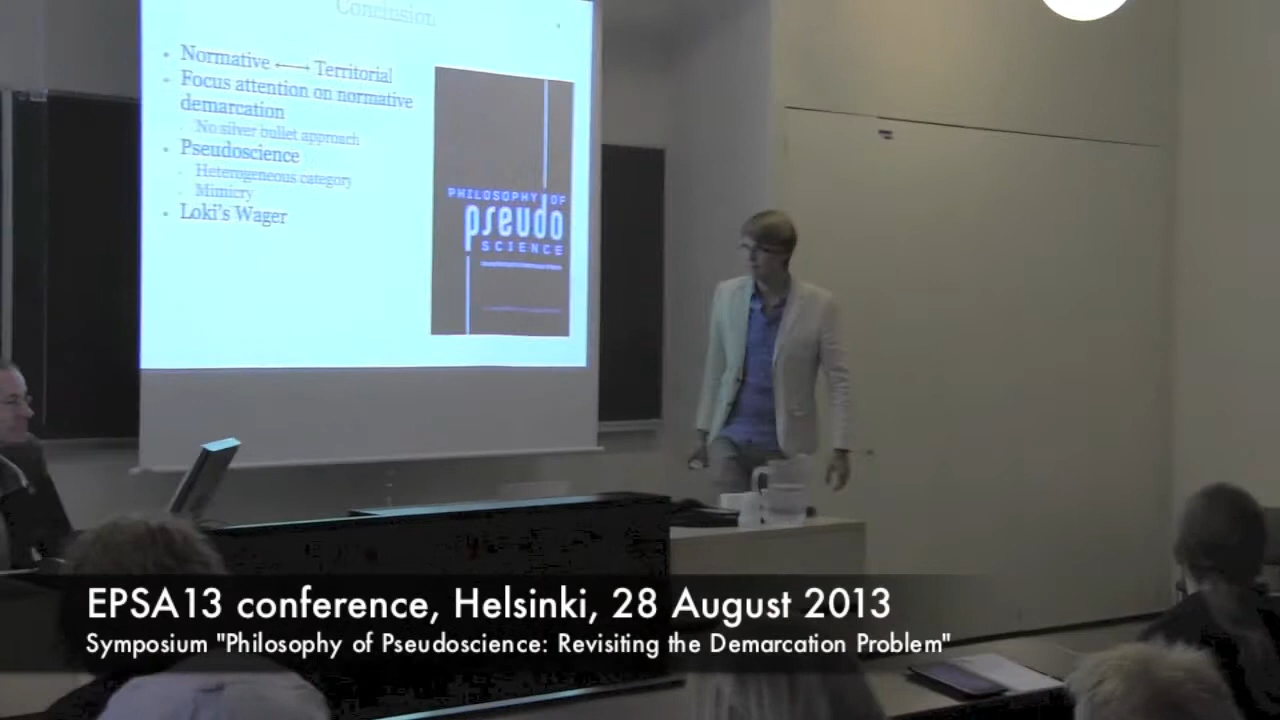 Conclusion
Normative ⟷ Territorial
Focus attention on normative
demarcation
No silver bullet approach
Pseudoscience
Heterogeneous category
Mimicry
Loki's Wager
PHILOSOPHY OF
pseudo
SCIENCE
EPSA13 conference, Helsinki, 28 August 2013
Symposium "Philosophy of Pseudoscience: Revisiting the Demarcation Problem"